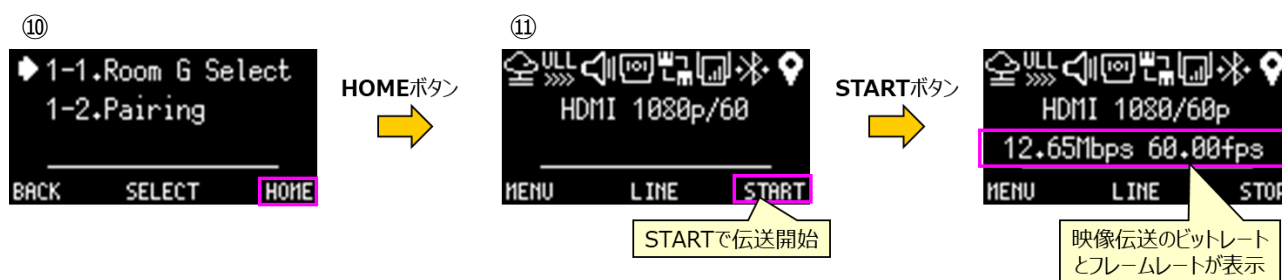 ⑩
1-1.Room G Select
1-2.Pairing
BACK SELECT HOME
HOMEボタン
⑪
ULL
HDMI 1080p/60
MENU LINE START
STARTで伝送開始
STARTボタン
ULL
HDMI 1080/60p
12.65Mbps 60.00fps
MENU LINE STOP
映像伝送のビットレート
とフレームレートが表示